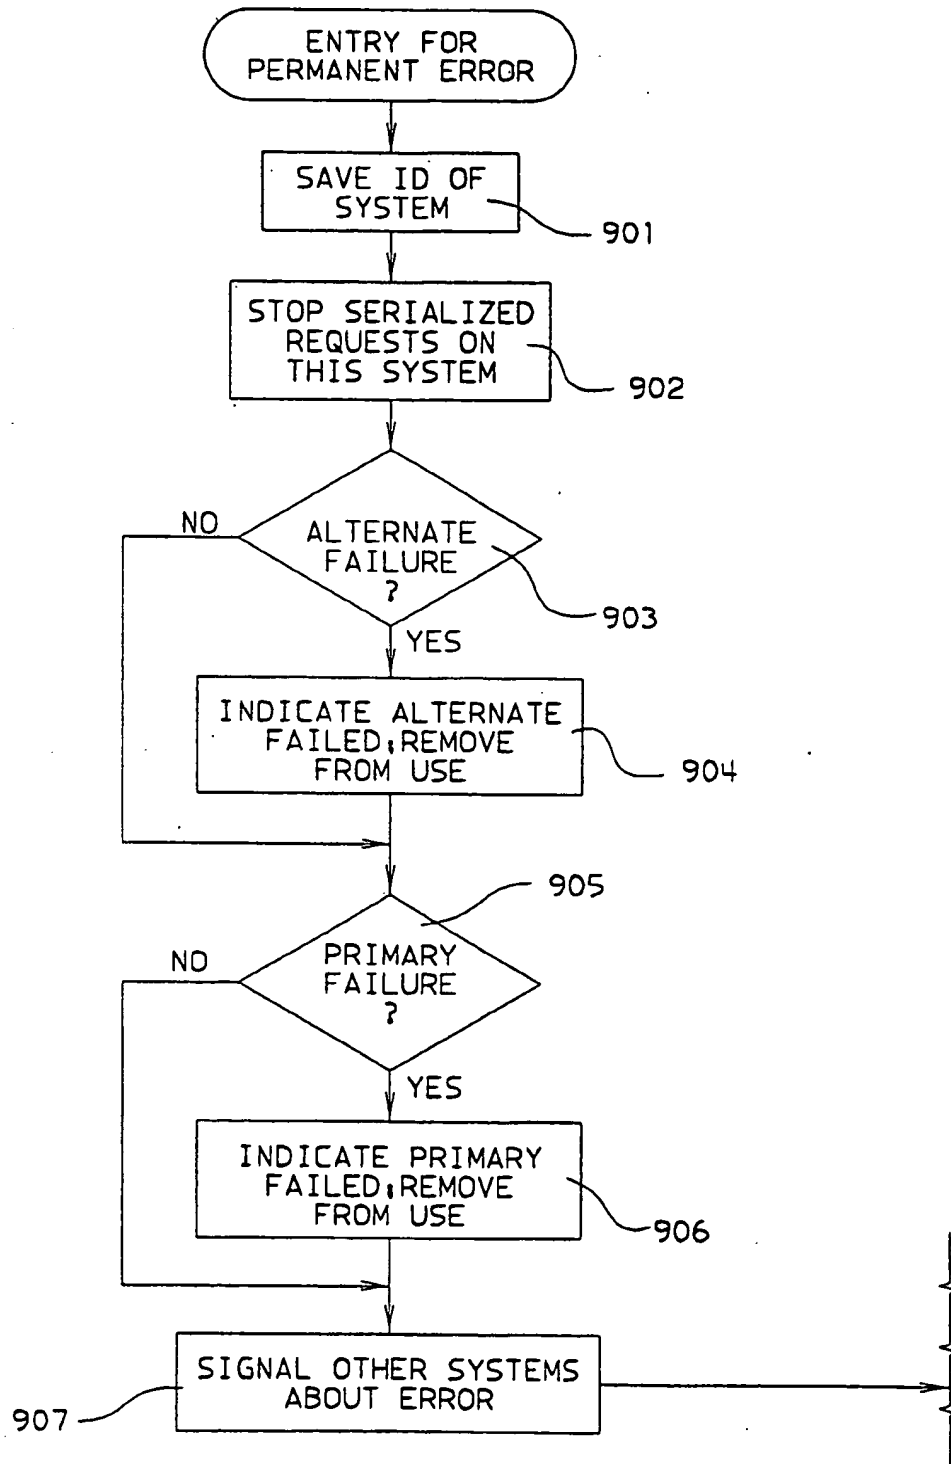 ENTRY FOR
PERMANENT ERROR
SAVE ID OF
SYSTEM
901
STOP SERIALIZED
REQUESTS ON
THIS SYSTEM
902
NO
ALTERNATE
FAILURE
?
903
YES
INDICATE ALTERNATE
FAILED;REMOVE
FROM USE
904
905
NO
PRIMARY
FAILURE
?
YES
INDICATE PRIMARY
FAILED;REMOVE
FROM USE
906
SIGNAL OTHER SYSTEMS
ABOUT ERROR
907